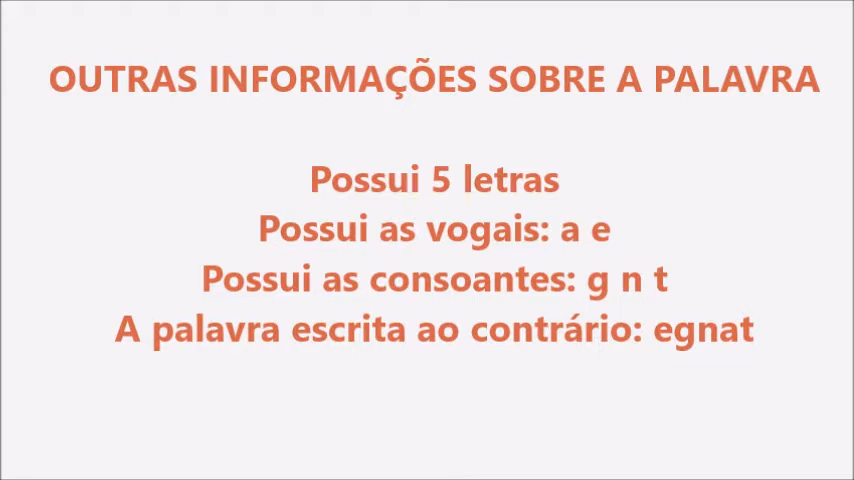 OUTRAS INFORMAÇÕES SOBRE A PALAVRA
Possui 5 letras
Possui as vogais: a e
Possui as consoantes: g n t
A palavra escrita ao contrário: egnat